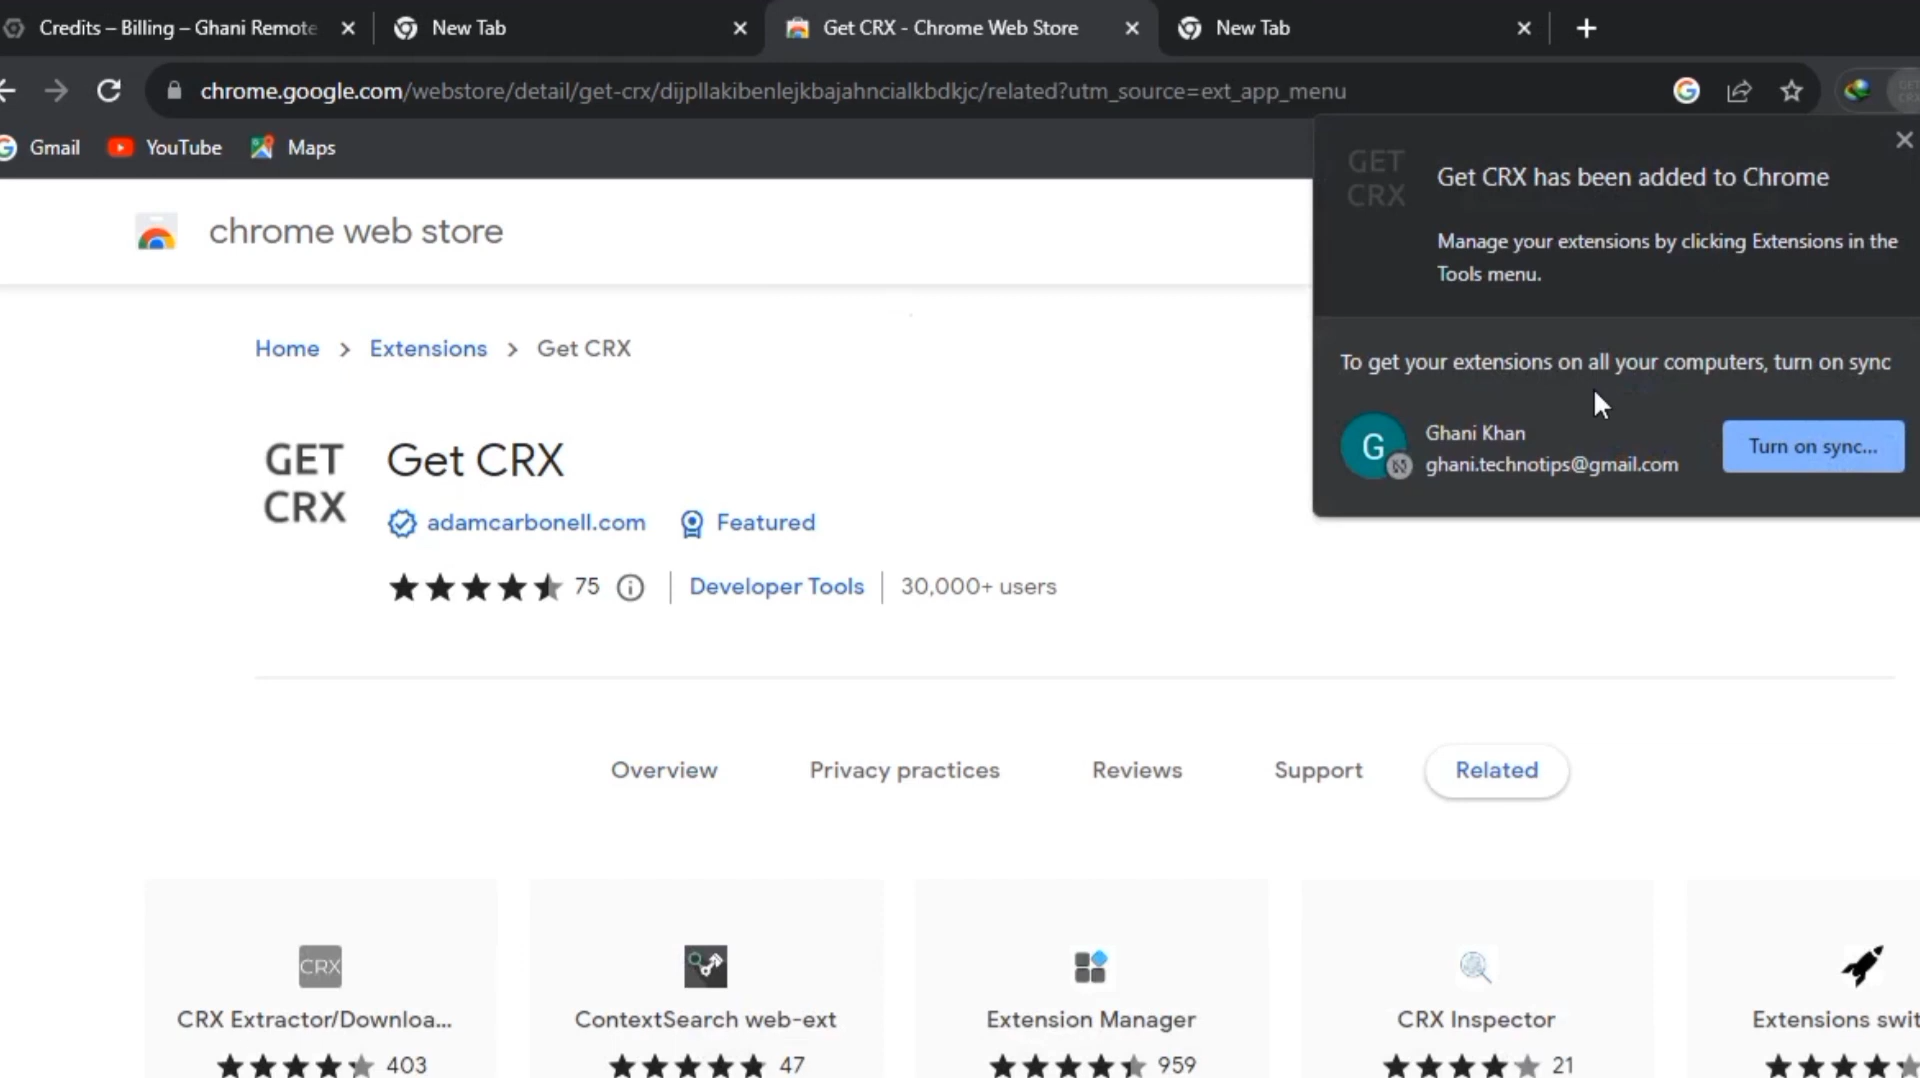 Credits – Billing – Ghani Remote
New Tab
Get CRX - Chrome Web Store
New Tab
chrome.google.com/webstore/detail/get-crx/dijpllakibenlejkbajahncialkbdkjc/related?utm_source=ext_app_menu
Gmail
YouTube
Maps
GET
CRX
Get CRX has been added to Chrome
Manage your extensions by clicking Extensions in the
Tools menu.
To get your extensions on all your computers, turn on sync
G
Ghani Khan
ghani.technotips@gmail.com
Turn on sync...
chrome web store
Home > Extensions > Get CRX
GET
CRX
Get CRX
adamcarbonell.com
Featured
75
Developer Tools
30,000+ users
Overview
Privacy practices
Reviews
Support
Related
CRX
CRX Extractor/Downloa...
403
ContextSearch web-ext
47
Extension Manager
959
CRX Inspector
21
Extensions swit